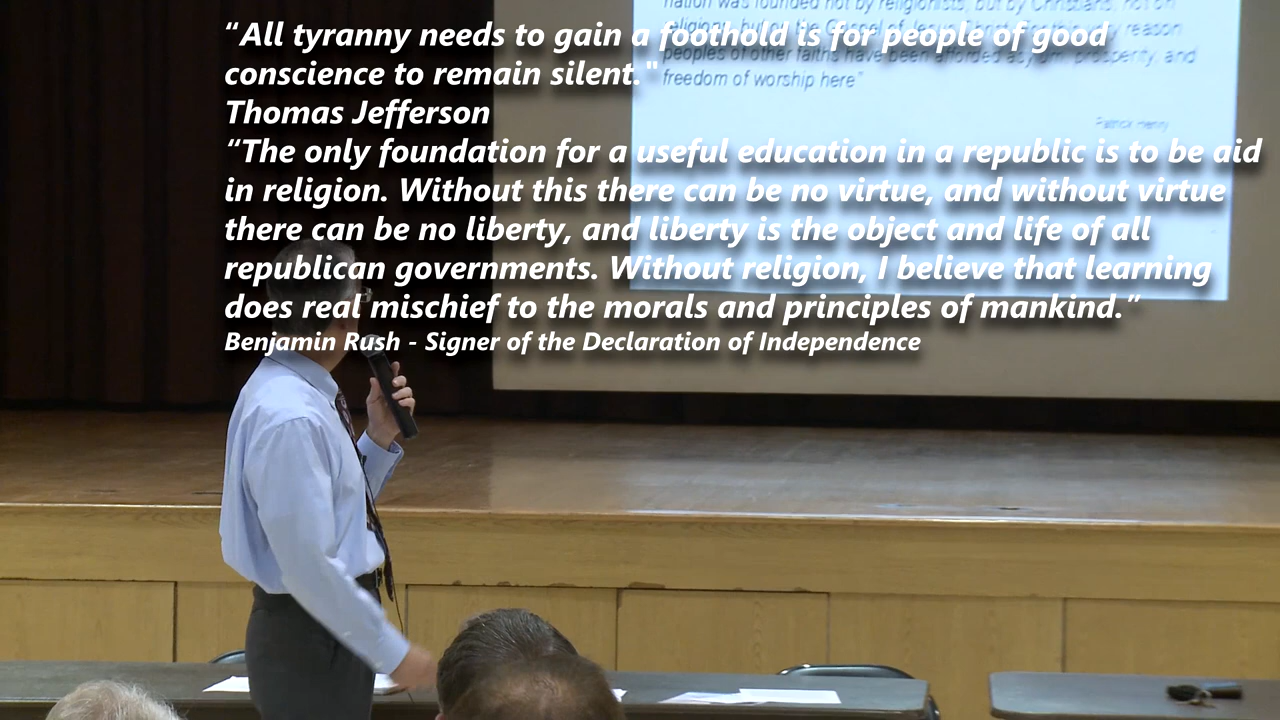 nation was founded not by religionists, but by Christians, not on
religions, but on the Gospel of Jesus Christ. For this very reason
peoples of other faiths have been afforded asylum, prosperity, and
freedom of worship here"
Patrick Henry
“All tyranny needs to gain a foothold is for people of good
conscience to remain silent."
Thomas Jefferson
“The only foundation for a useful education in a republic is to be aid
in religion. Without this there can be no virtue, and without virtue
there can be no liberty, and liberty is the object and life of all
republican governments. Without religion, I believe that learning
does real mischief to the morals and principles of mankind.”
Benjamin Rush - Signer of the Declaration of Independence